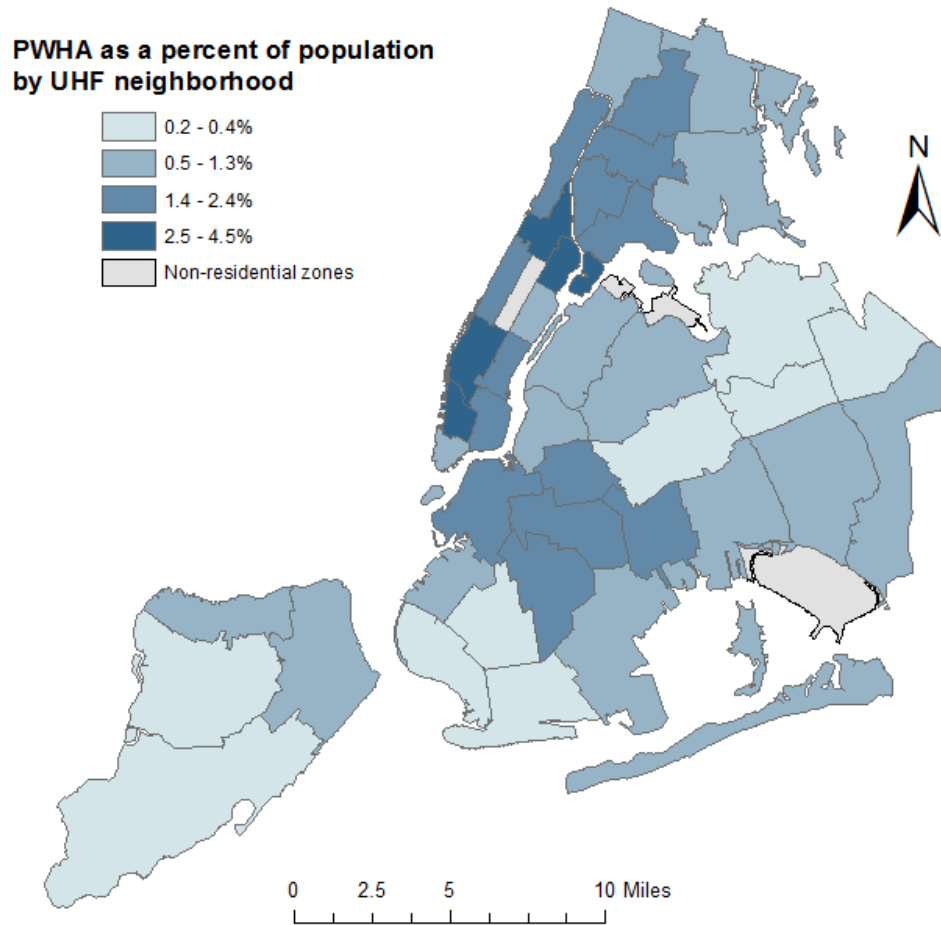 PWHA as a percent of population
by UHF neighborhood
0.2 - 0.4%
0.5 - 1.3%
1.4 - 2.4%
2.5 - 4.5%
Non-residential zones
N
0 2.5 5 10 Miles